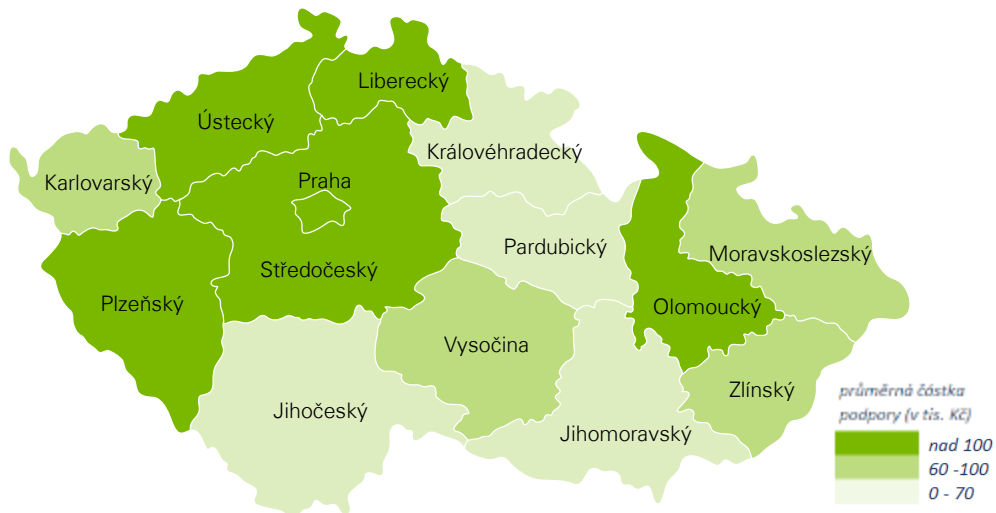 Liberecký
Ústecký
Královéhradecký
Karlovarský
Praha
Pardubický
Moravskoslezský
Středočeský
Plzeňský
Olomoucký
Vysočina
Zlínský
Jihočeský
Jihomoravský
průměrná částka
podpory (v tis. Kč)
nad 100
60 -100
0 - 70